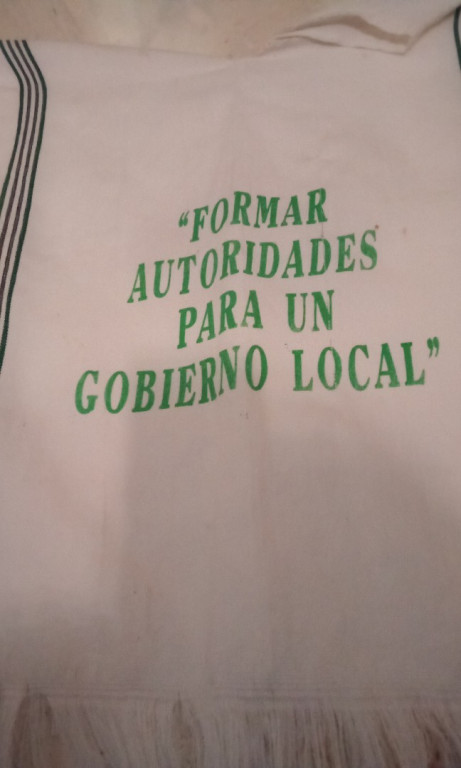 “FORMAR
AUTORIDADES
PARA UN
GOBIERNO LOCAL”